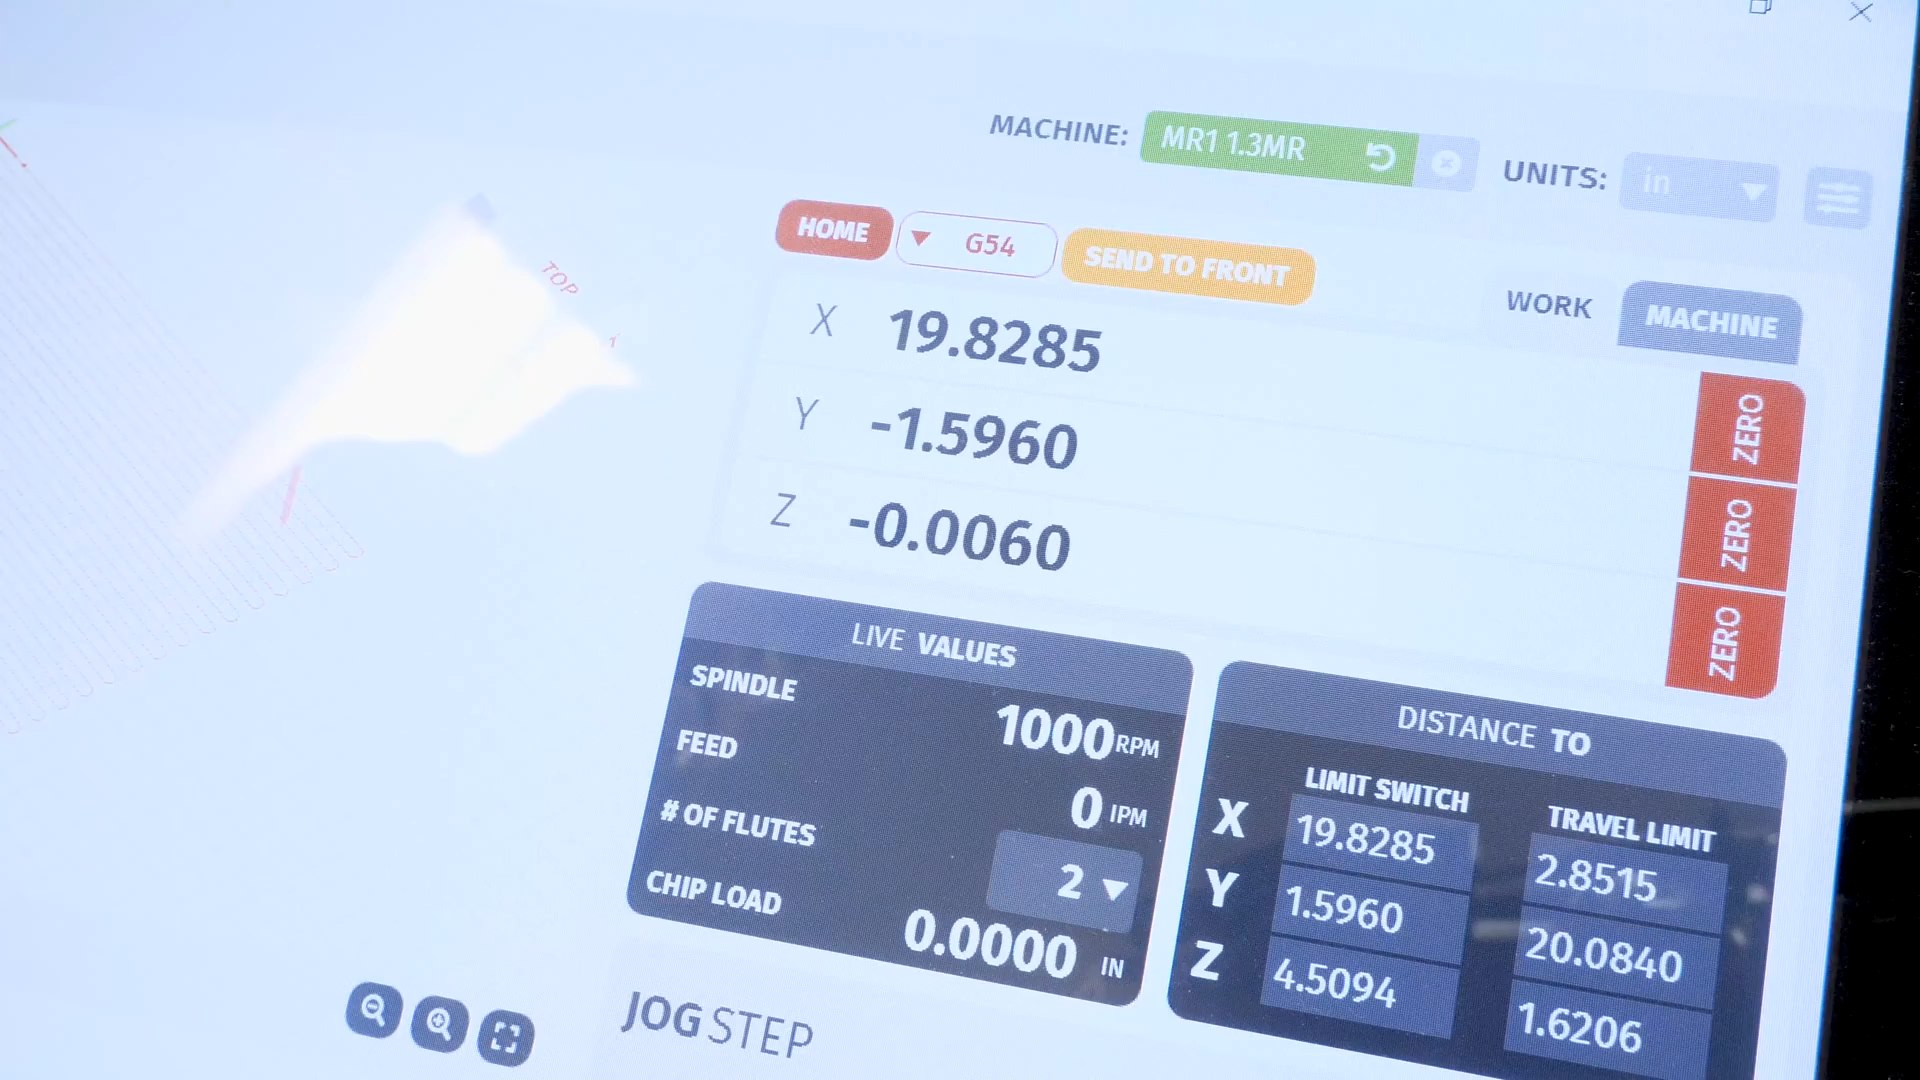 MACHINE: MR1 1.3MR UNITS: in
HOME G54 SEND TO FRONT
WORK MACHINE
TOP
X 19.8285 ZERO
Y -1.5960 ZERO
Z -0.0060 ZERO
LIVE VALUES
SPINDLE 1000 RPM
FEED 0 IPM
# OF FLUTES 2
CHIP LOAD 0.0000 IN
DISTANCE TO
LIMIT SWITCH TRAVEL LIMIT
X 19.8285 2.8515
Y 1.5960 20.0840
Z 4.5094 1.6206
JOG STEP